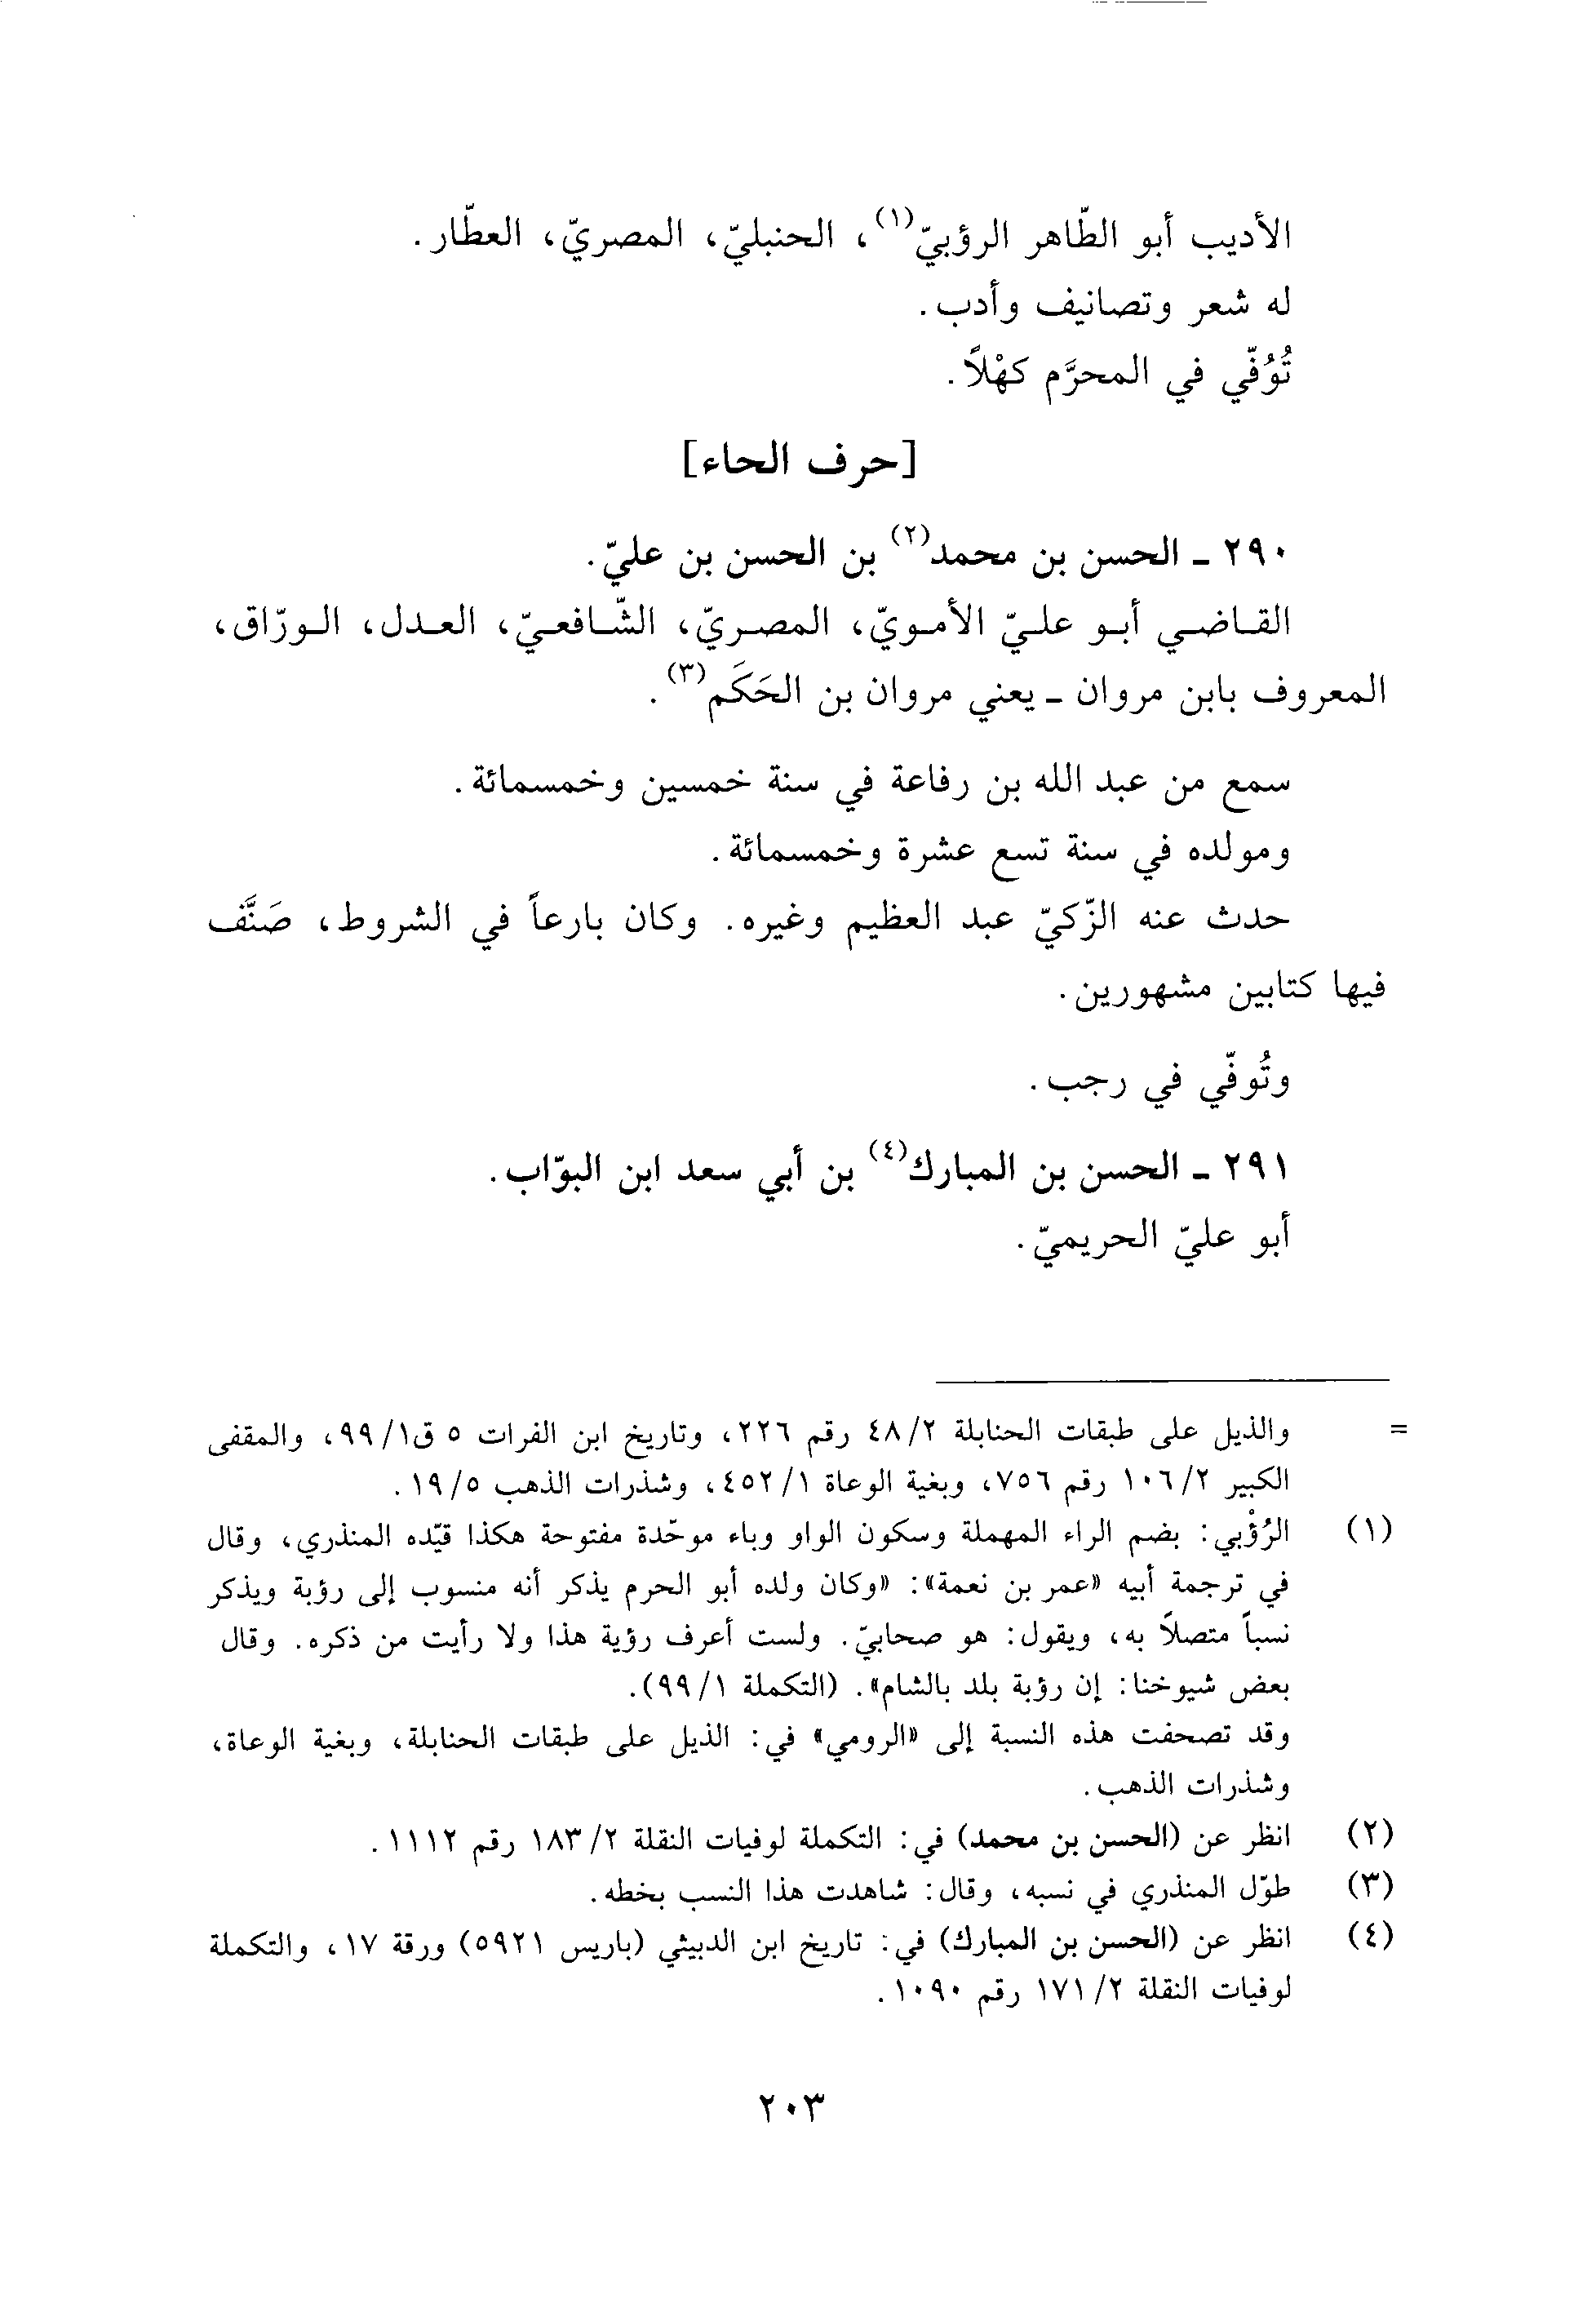 الأديب أبو الطّاهر الرؤبيّ(١)، الحنبليّ، المصريّ، العطّار.
له شعر وتصانيف وأدب.
تُوُفّي في المحرَّم كهْلاً.
[حرف الحاء]
٢٩٠ ـ الحسن بن محمد(٢) بن الحسن بن عليّ.
القـاضـي أبـو علـيّ الأمـويّ، المصـريّ، الشّـافعـيّ، العـدل، الـورّاق،
المعروف بابن مروان ـ يعني مروان بن الحَكَم(٣).
سمع من عبد الله بن رفاعة في سنة خمسين وخمسمائة.
ومولده في سنة تسع عشرة وخمسمائة.
حدث عنه الزّكيّ عبد العظيم وغيره. وكان بارعاً في الشروط، صَنَّف
فيها كتابين مشهورين.
وتُوفّي في رجب.
٢٩١ ـ الحسن بن المبارك(٤) بن أبي سعد ابن البوّاب.
أبو عليّ الحريميّ.
= والذيل على طبقات الحنابلة ٤٨/٢ رقم ٢٢٦، وتاريخ ابن الفرات ٥ ق٩٩/١، والمقفى
الكبير ١٠٦/٢ رقم ٧٥٦، وبغية الوعاة ٤٥٢/١، وشذرات الذهب ١٩/٥.
(١) الرُؤْبي: بضم الراء المهملة وسكون الواو وباء موحّدة مفتوحة هكذا قيّده المنذري، وقال
في ترجمة أبيه «عمر بن نعمة»: «وكان ولده أبو الحرم يذكر أنه منسوب إلى رؤبة ويذكر
نسباً متصلاً به، ويقول: هو صحابيّ. ولست أعرف رؤية هذا ولا رأيت من ذكره. وقال
بعض شيوخنا: إن رؤبة بلد بالشام». (التكملة ٩٩/١).
وقد تصحفت هذه النسبة إلى «الرومي» في: الذيل على طبقات الحنابلة، وبغية الوعاة،
وشذرات الذهب.
(٢) انظر عن (الحسن بن محمد) في: التكملة لوفيات النقلة ١٨٣/٢ رقم ١١١٢.
(٣) طوّل المنذري في نسبه، وقال: شاهدت هذا النسب بخطه.
(٤) انظر عن (الحسن بن المبارك) في: تاريخ ابن الدبيثي (باريس ٥٩٢١) ورقة ١٧، والتكملة
لوفيات النقلة ١٧١/٢ رقم ١٠٩٠.
٢٠٣